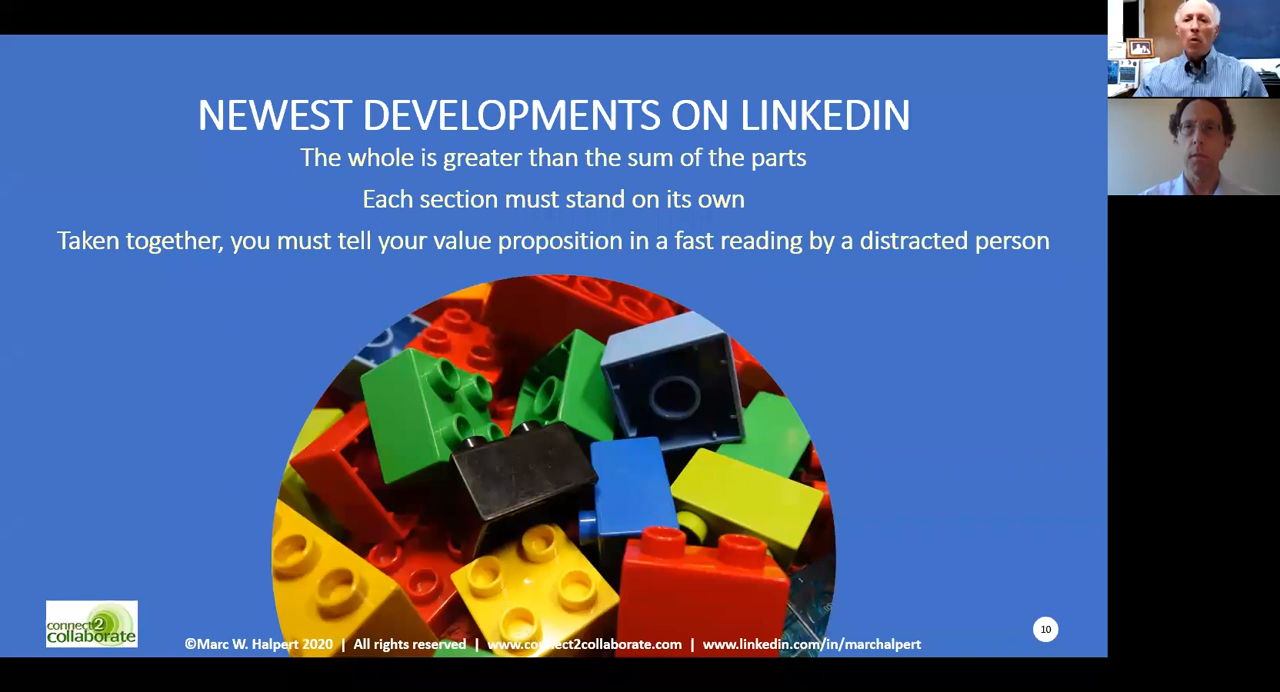 NEWEST DEVELOPMENTS ON LINKEDIN
The whole is greater than the sum of the parts
Each section must stand on its own
Taken together, you must tell your value proposition in a fast reading by a distracted person
connect2
collaborate
©Marc W. Halpert 2020 | All rights reserved | www.connect2collaborate.com | www.linkedin.com/in/marchalpert
10